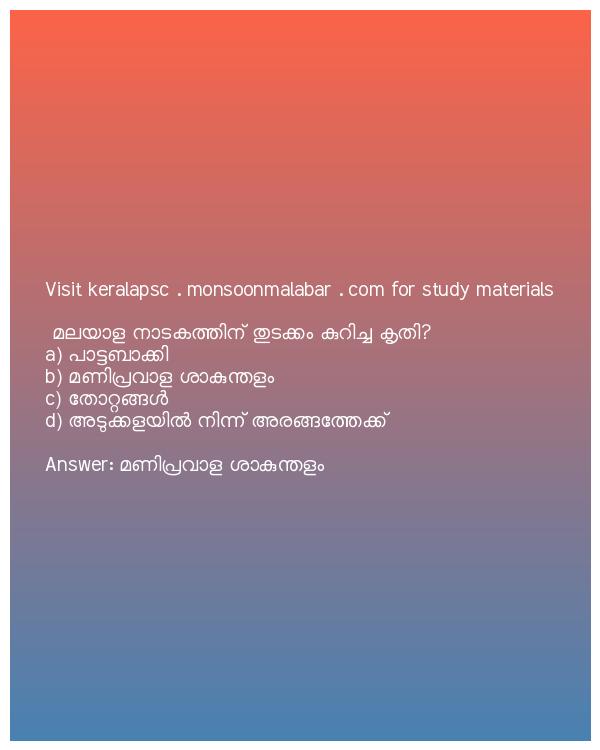 Visit keralapsc . monsoonmalabar . com for study materials
മലയാള നാടകത്തിന് തുടക്കം കുറിച്ച കൃതി?
a) പാട്ടബാക്കി
b) മണിപ്രവാള ശാകുന്തളം
c) തോറ്റങ്ങൾ
d) അടുക്കളയിൽ നിന്ന് അരങ്ങത്തേക്ക്
Answer: മണിപ്രവാള ശാകുന്തളം